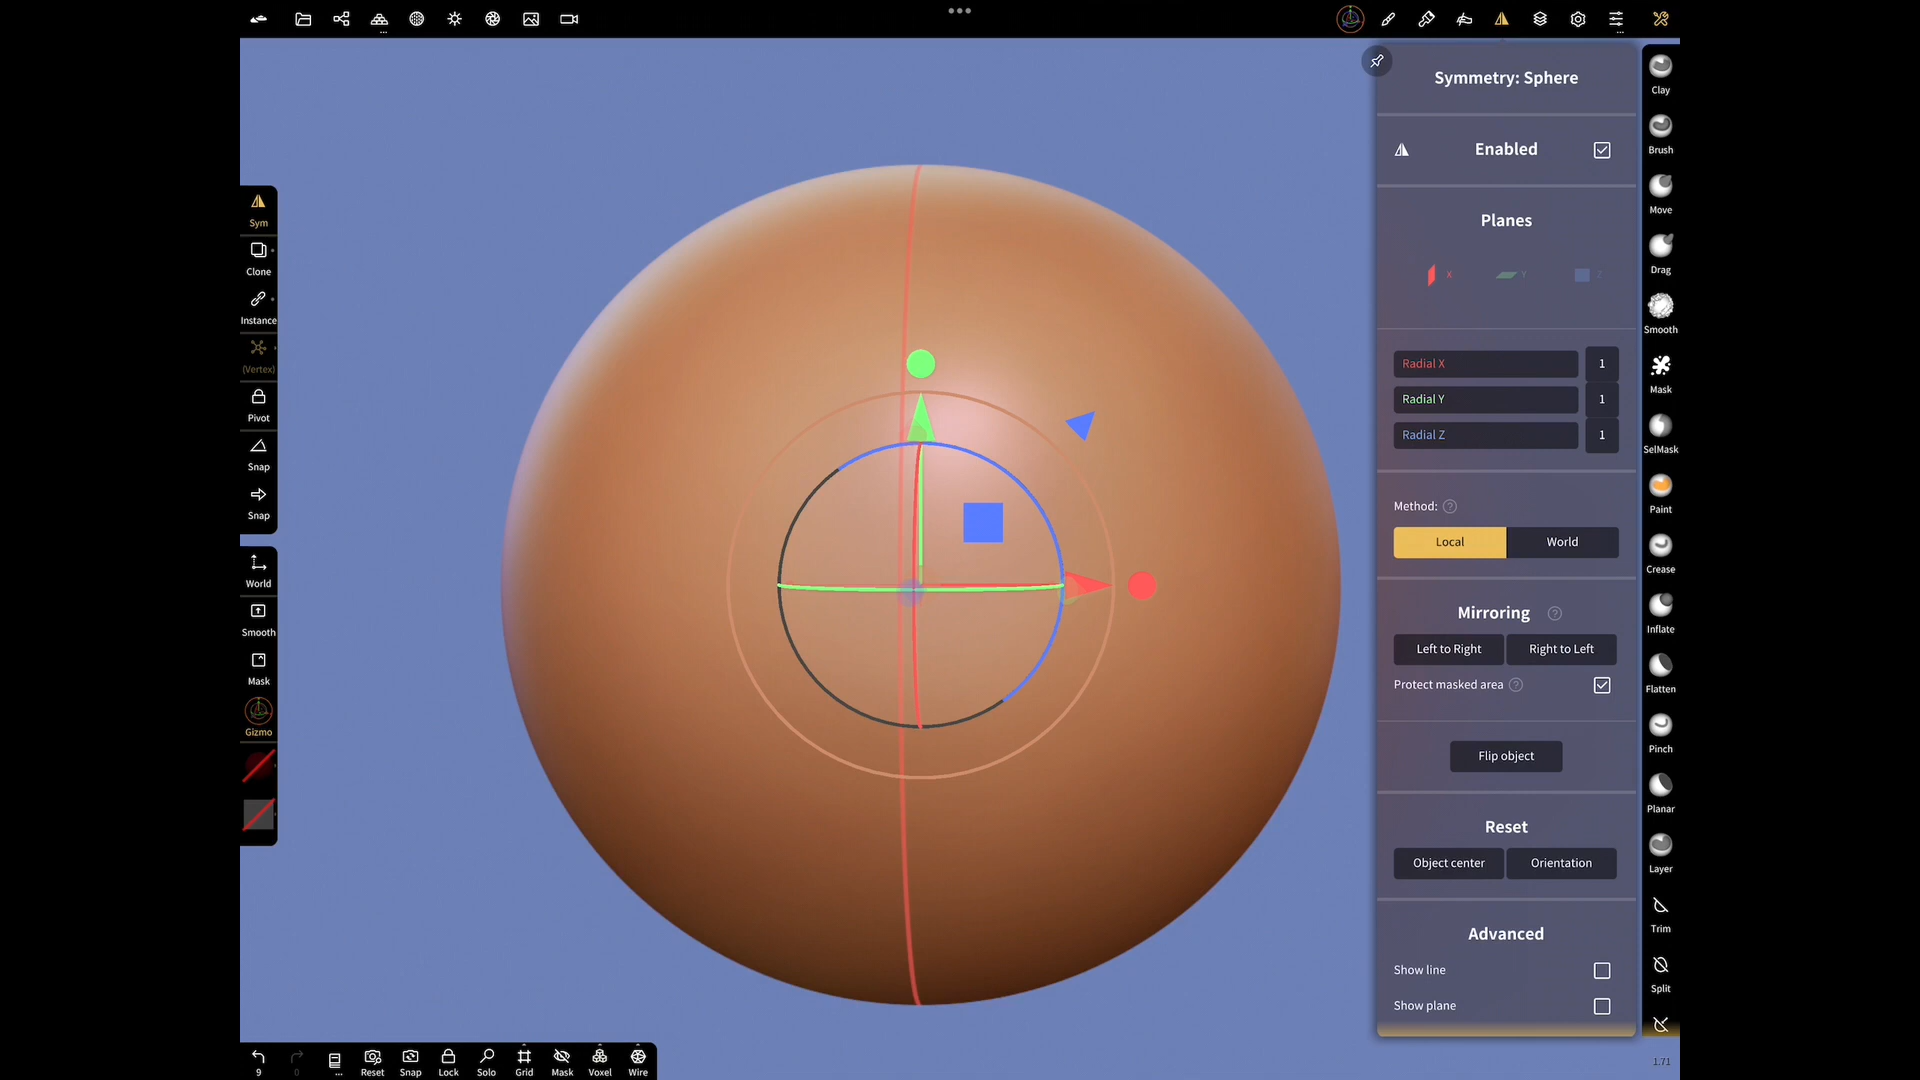 Symmetry: Sphere
Enabled
Planes
X Y Z
Radial X 1
Radial Y 1
Radial Z 1
Method: ?
Local World
Mirroring ?
Left to Right Right to Left
Protect masked area ?
Flip object
Reset
Object center Orientation
Advanced
Show line
Show plane
Sym
Clone
Instance
(Vertex)
Pivot
Snap
Snap
World
Smooth
Mask
Gizmo
Clay
Brush
Move
Drag
Smooth
Mask
SelMask
Paint
Crease
Inflate
Flatten
Pinch
Planar
Layer
Trim
Split
9 0 ... Reset Snap Lock Solo Grid Mask Voxel Wire
1.71